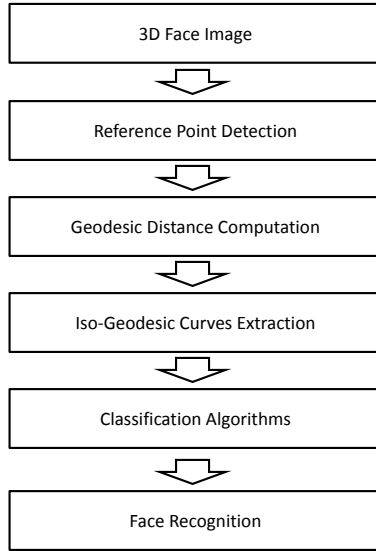 3D Face Image
Reference Point Detection
Geodesic Distance Computation
Iso-Geodesic Curves Extraction
Classification Algorithms
Face Recognition